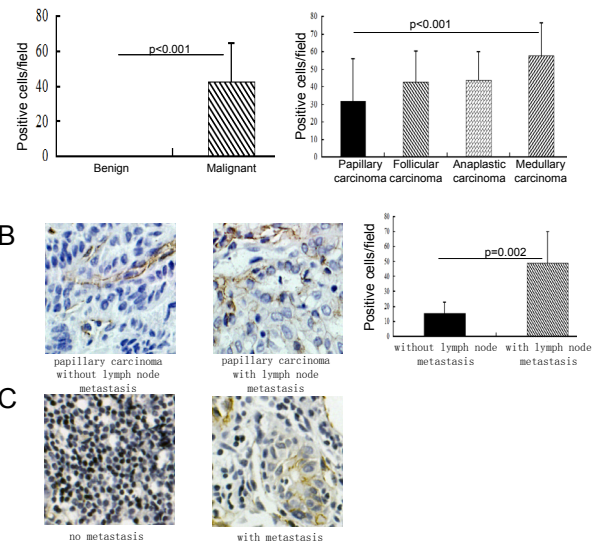 80
60
40
20
0
Positive cells/field
p<0.001
Benign
Malignant
80
70
60
50
40
30
20
10
0
Positive cells/field
p<0.001
Papillary carcinoma
Follicular carcinoma
Anaplastic carcinoma
Medullary carcinoma
B
papillary carcinoma
without lymph node
metastasis
papillary carcinoma
with lymph node
metastasis
80
70
60
50
40
30
20
10
0
Positive cells/field
p=0.002
without lymph node
metastasis
with lymph node
metastasis
C
no metastasis
with metastasis